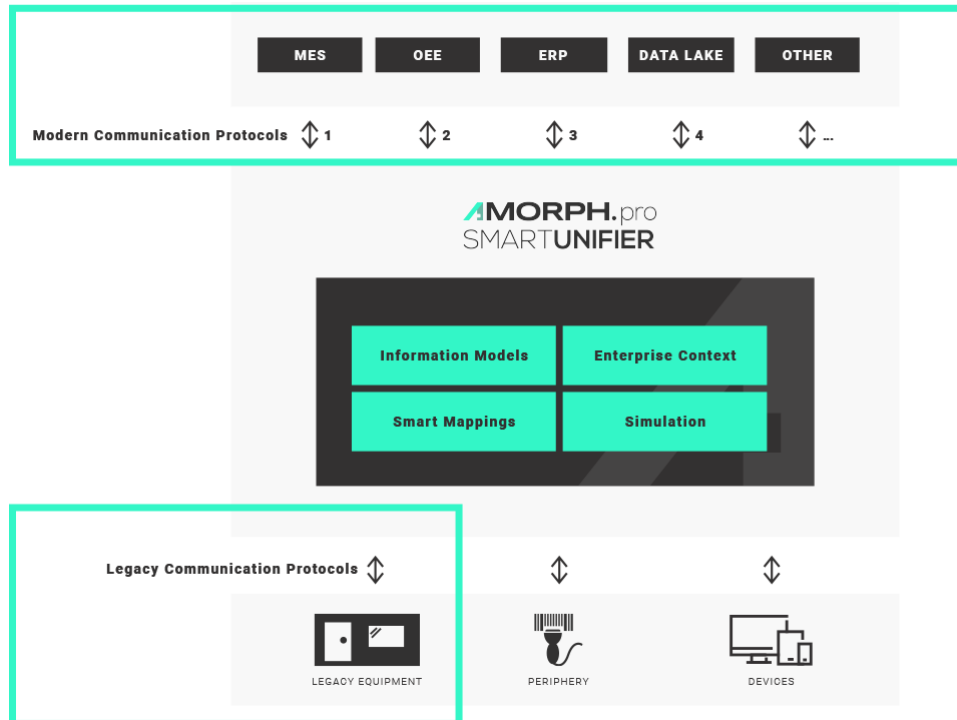 MES OEE ERP DATA LAKE OTHER
Modern Communication Protocols 1 2 3 4 ...
AMORPH.pro
SMARTUNIFIER
Information Models Enterprise Context
Smart Mappings Simulation
Legacy Communication Protocols
LEGACY EQUIPMENT PERIPHERY DEVICES